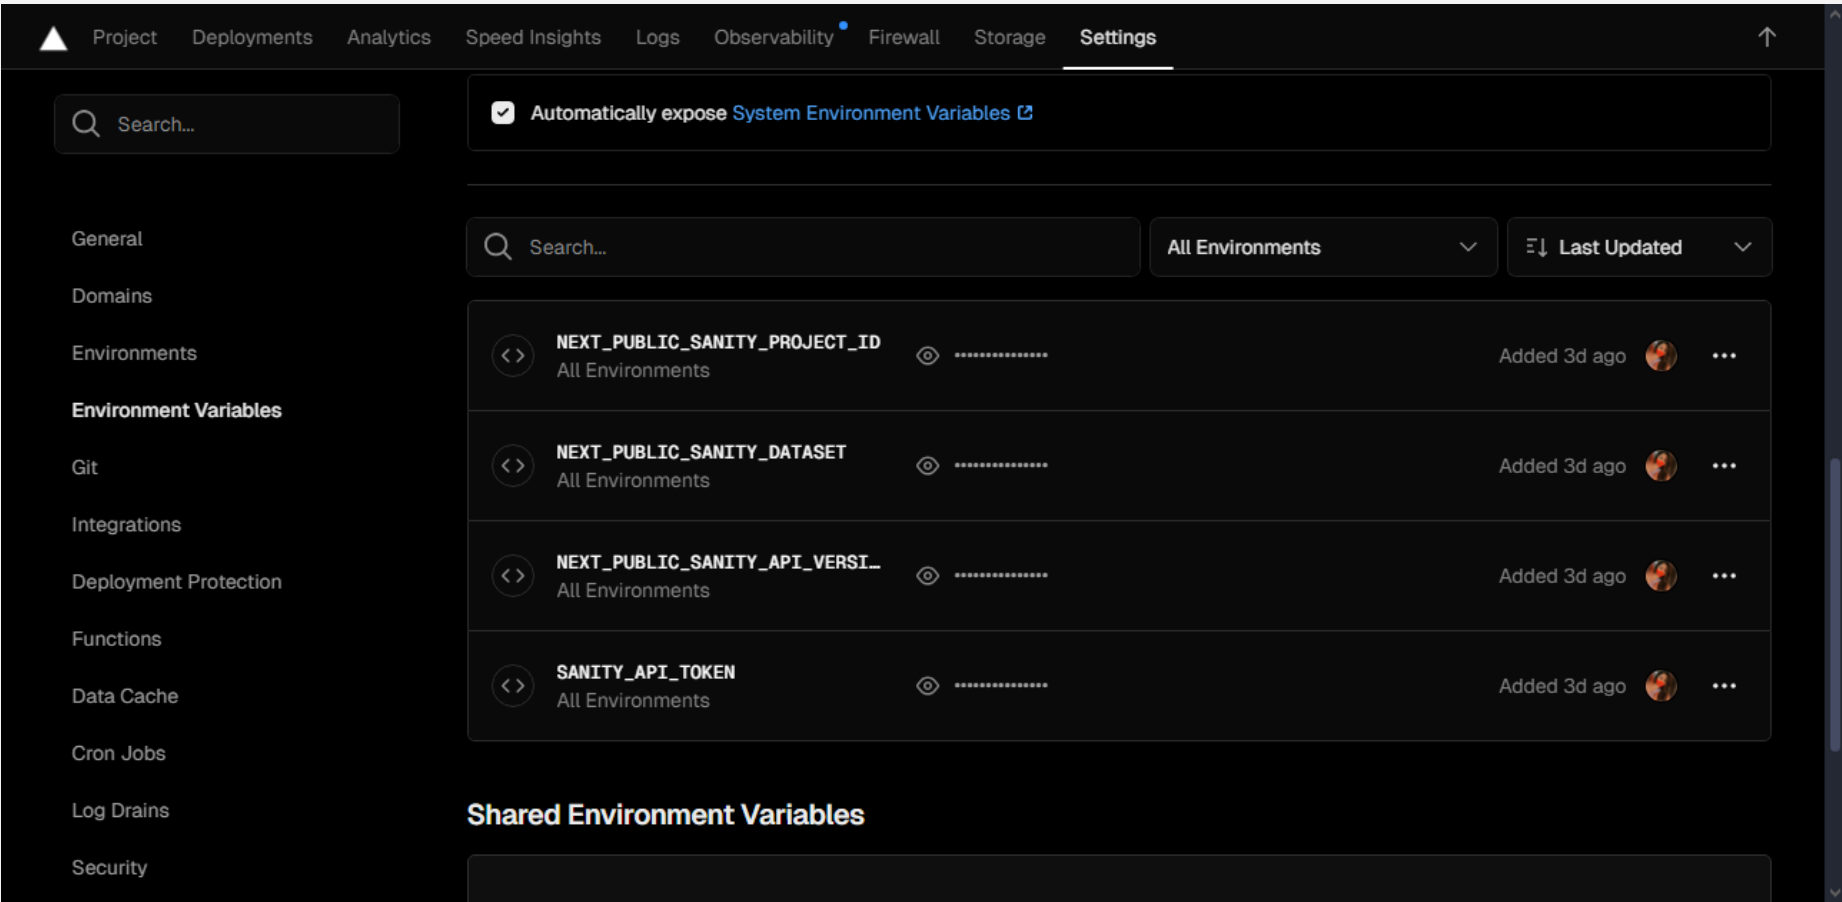 Project Deployments Analytics Speed Insights Logs Observability Firewall Storage Settings
Search...
General
Domains
Environments
Environment Variables
Git
Integrations
Deployment Protection
Functions
Data Cache
Cron Jobs
Log Drains
Security
Automatically expose System Environment Variables
Search...
All Environments
Last Updated
NEXT_PUBLIC_SANITY_PROJECT_ID
All Environments
Added 3d ago
NEXT_PUBLIC_SANITY_DATASET
All Environments
Added 3d ago
NEXT_PUBLIC_SANITY_API_VERSI…
All Environments
Added 3d ago
SANITY_API_TOKEN
All Environments
Added 3d ago
Shared Environment Variables